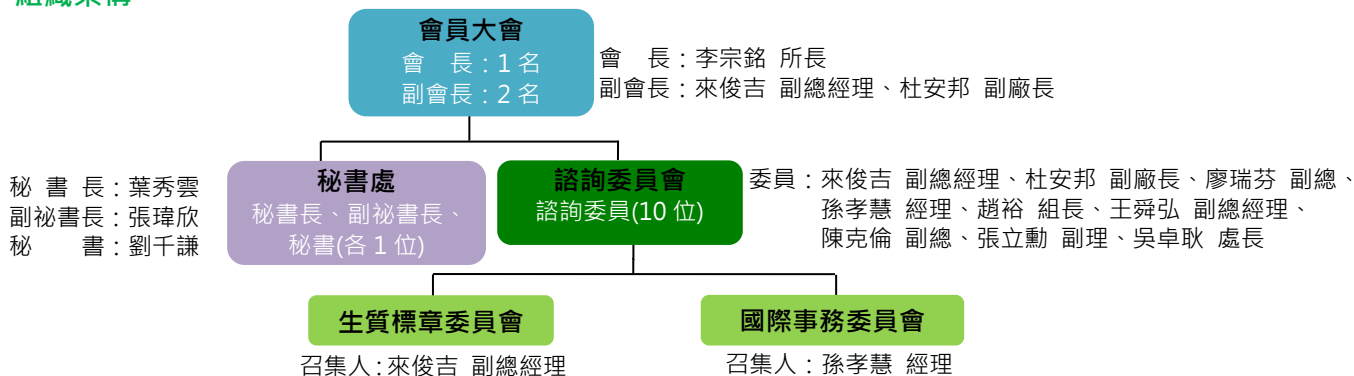 組織架構
會員大會
會 長：1 名
副會長：2 名
會 長：李宗銘 所長
副會長：來俊吉 副總經理、杜安邦 副廠長
秘 書 長：葉秀雲
副祕書長：張瑋欣
秘 書：劉千謙
秘書處
秘書長、副祕書長、
秘書(各 1 位)
諮詢委員會
諮詢委員(10 位)
委員：來俊吉 副總經理、杜安邦 副廠長、廖瑞芬 副總、
孫孝慧 經理、趙裕 組長、王舜弘 副總經理、
陳克倫 副總、張立勳 副理、吳卓耿 處長
生質標章委員會
召集人：來俊吉 副總經理
國際事務委員會
召集人：孫孝慧 經理